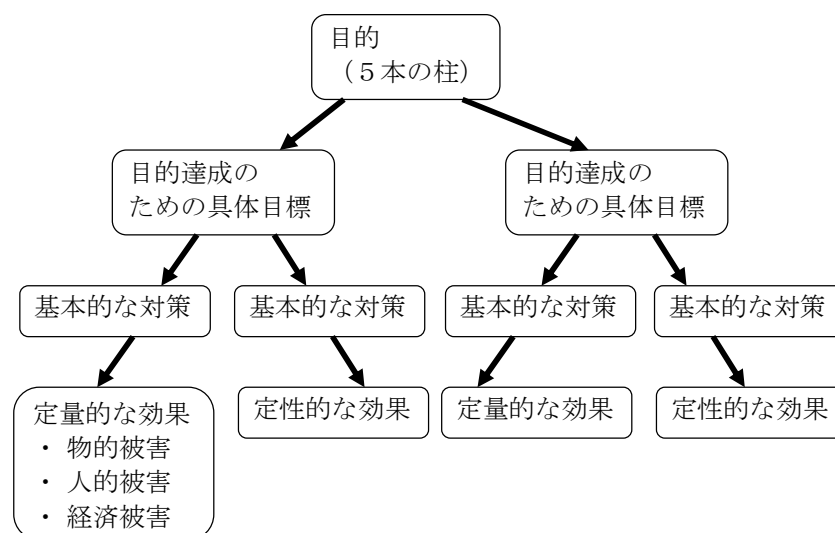 目的
（５本の柱）
目的達成の
ための具体目標
目的達成の
ための具体目標
基本的な対策
基本的な対策
基本的な対策
基本的な対策
定量的な効果
・ 物的被害
・ 人的被害
・ 経済被害
定性的な効果
定量的な効果
定性的な効果